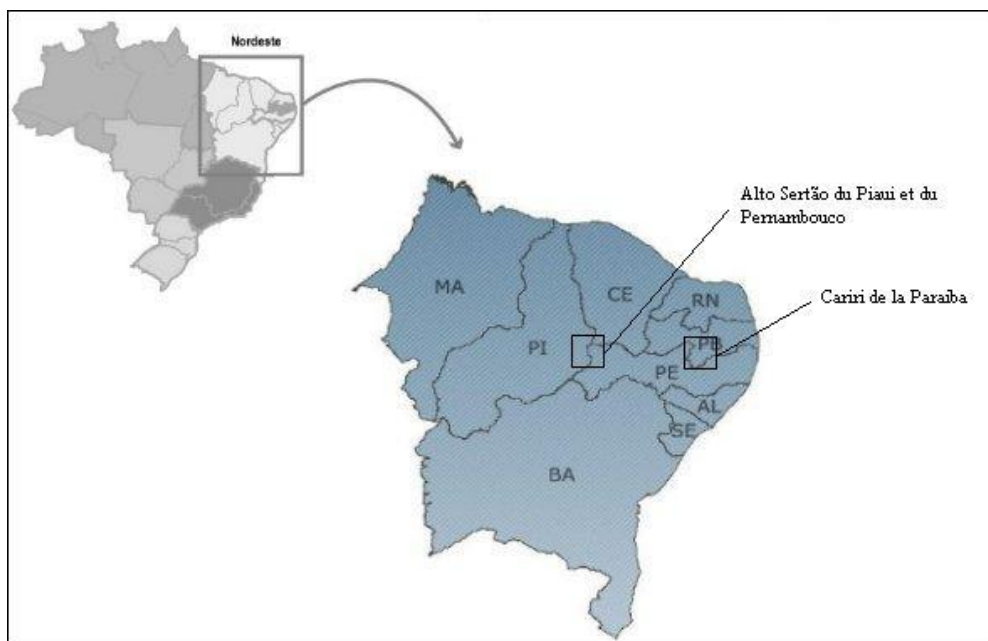 Nordeste
Alto Sertão du Piaui et du
Pernambouco
MA
CE
RN
Cariri de la Paraiba
PI
PB
PE
AL
SE
BA